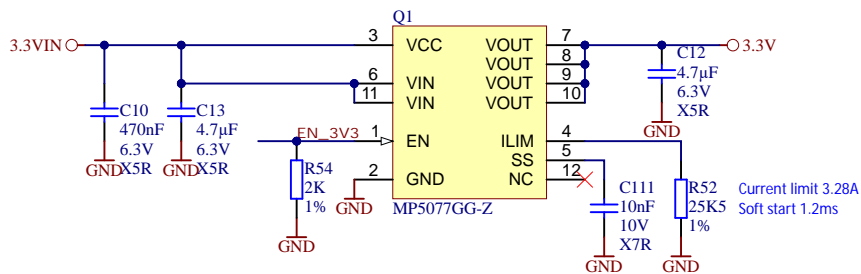 Q1
3.3VIN
3 VCC VOUT 7
VOUT 8
6 VIN VOUT 9
11 VIN VOUT 10
3.3V
C12
4.7µF
6.3V
X5R
GND
C10
470nF
6.3V
X5R
GND
C13
4.7µF
6.3V
X5R
GND
EN_3V3
1 EN ILIM 4
SS 5
2 GND NC 12
R54
2K
1%
GND
GND
MP5077GG-Z
C111
10nF
10V
X7R
GND
R52
25K5
1%
GND
Current limit 3.28A
Soft start 1.2ms